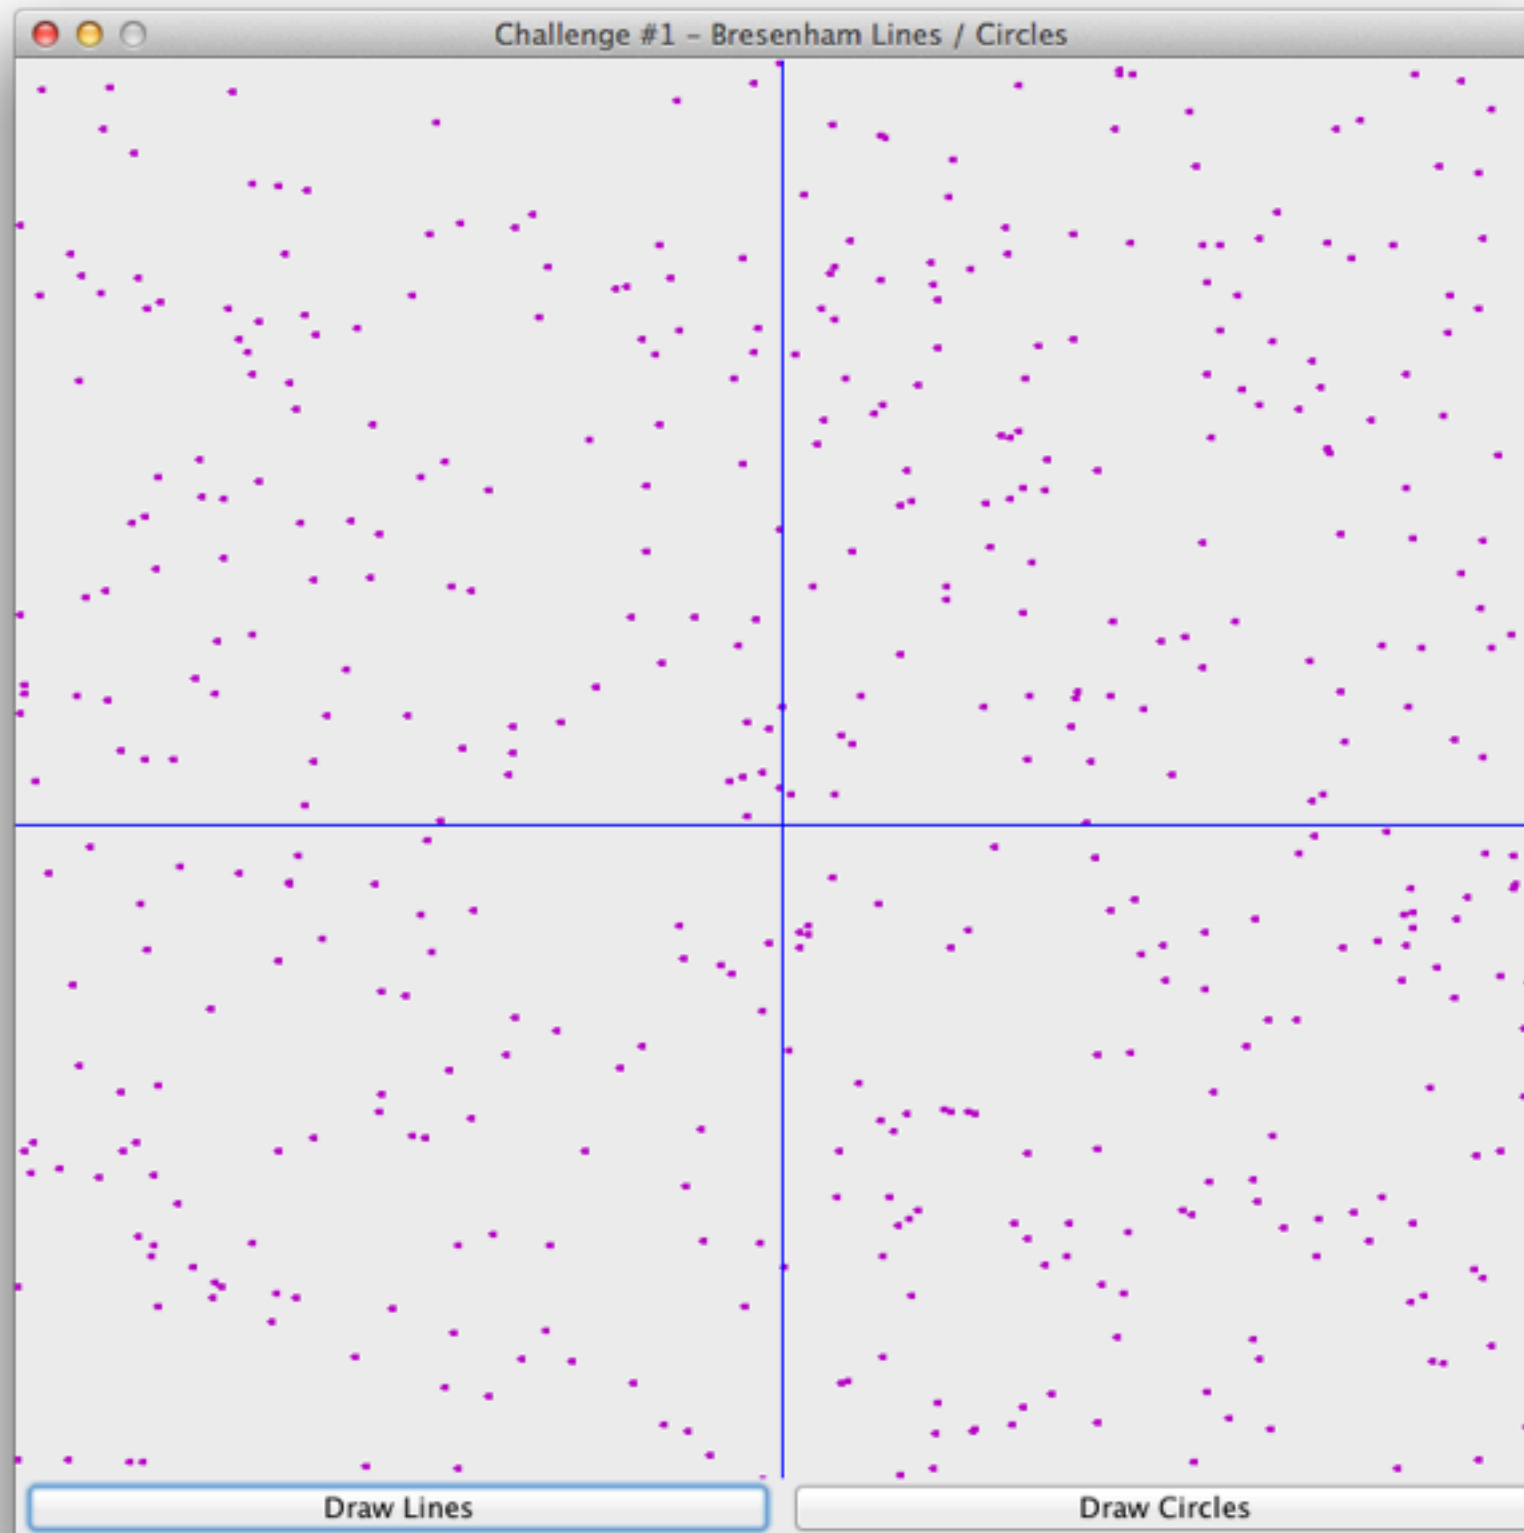 Challenge #1 – Bresenham Lines / Circles
Draw Lines
Draw Circles